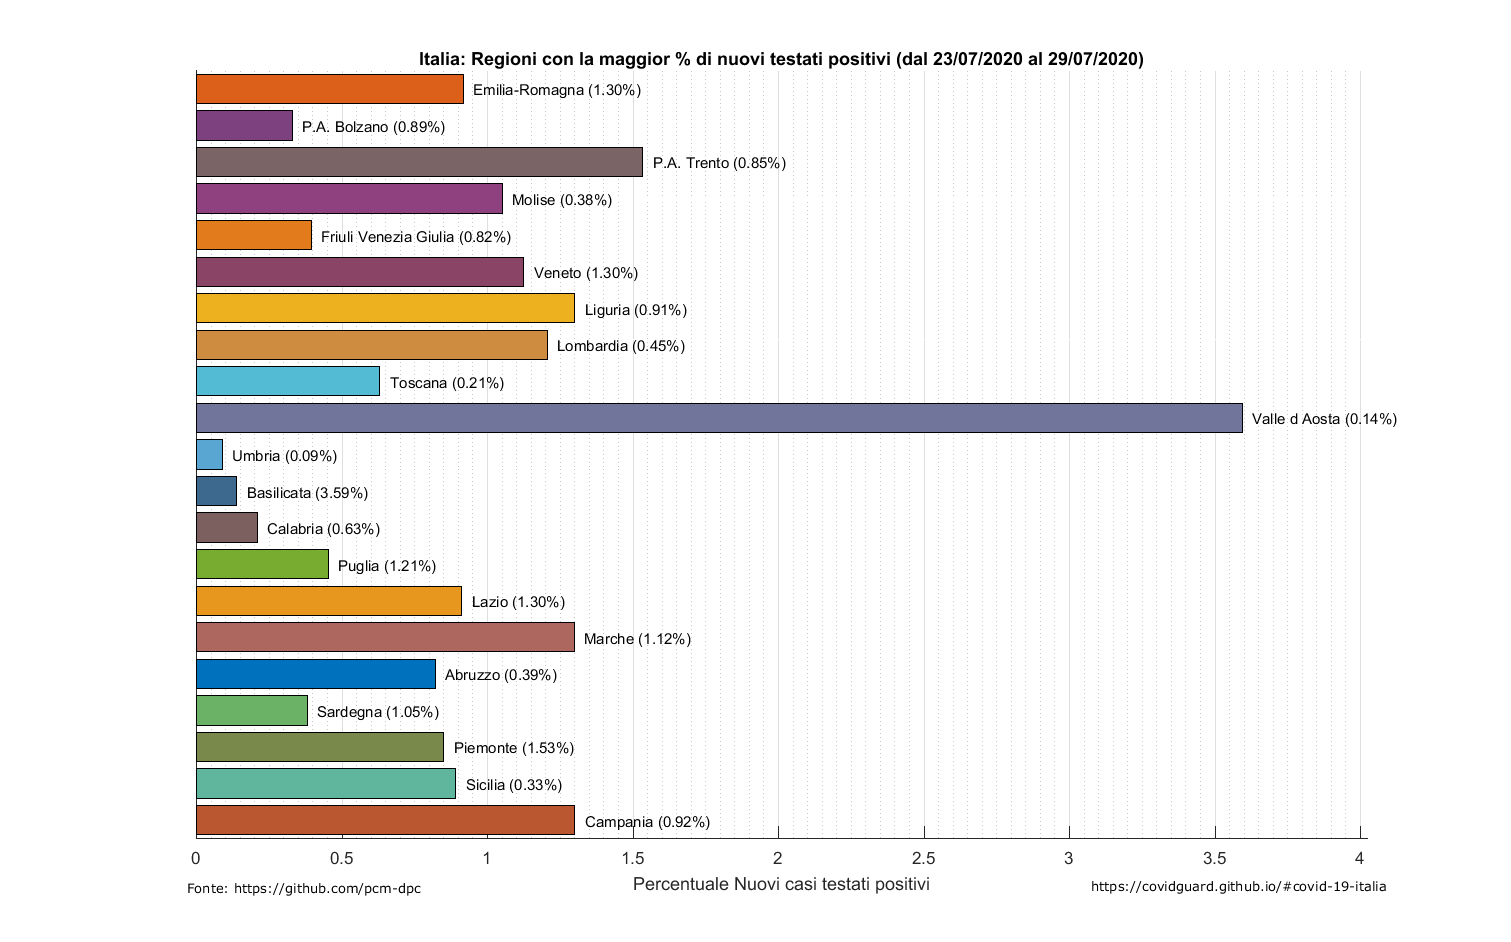 Italia: Regioni con la maggior % di nuovi testati positivi (dal 23/07/2020 al 29/07/2020)
Emilia-Romagna (1.30%)
P.A. Bolzano (0.89%)
P.A. Trento (0.85%)
Molise (0.38%)
Friuli Venezia Giulia (0.82%)
Veneto (1.30%)
Liguria (0.91%)
Lombardia (0.45%)
Toscana (0.21%)
Valle d Aosta (0.14%)
Umbria (0.09%)
Basilicata (3.59%)
Calabria (0.63%)
Puglia (1.21%)
Lazio (1.30%)
Marche (1.12%)
Abruzzo (0.39%)
Sardegna (1.05%)
Piemonte (1.53%)
Sicilia (0.33%)
Campania (0.92%)
0 0.5 1 1.5 2 2.5 3 3.5 4
Percentuale Nuovi casi testati positivi
Fonte: https://github.com/pcm-dpc
https://covidguard.github.io/#covid-19-italia